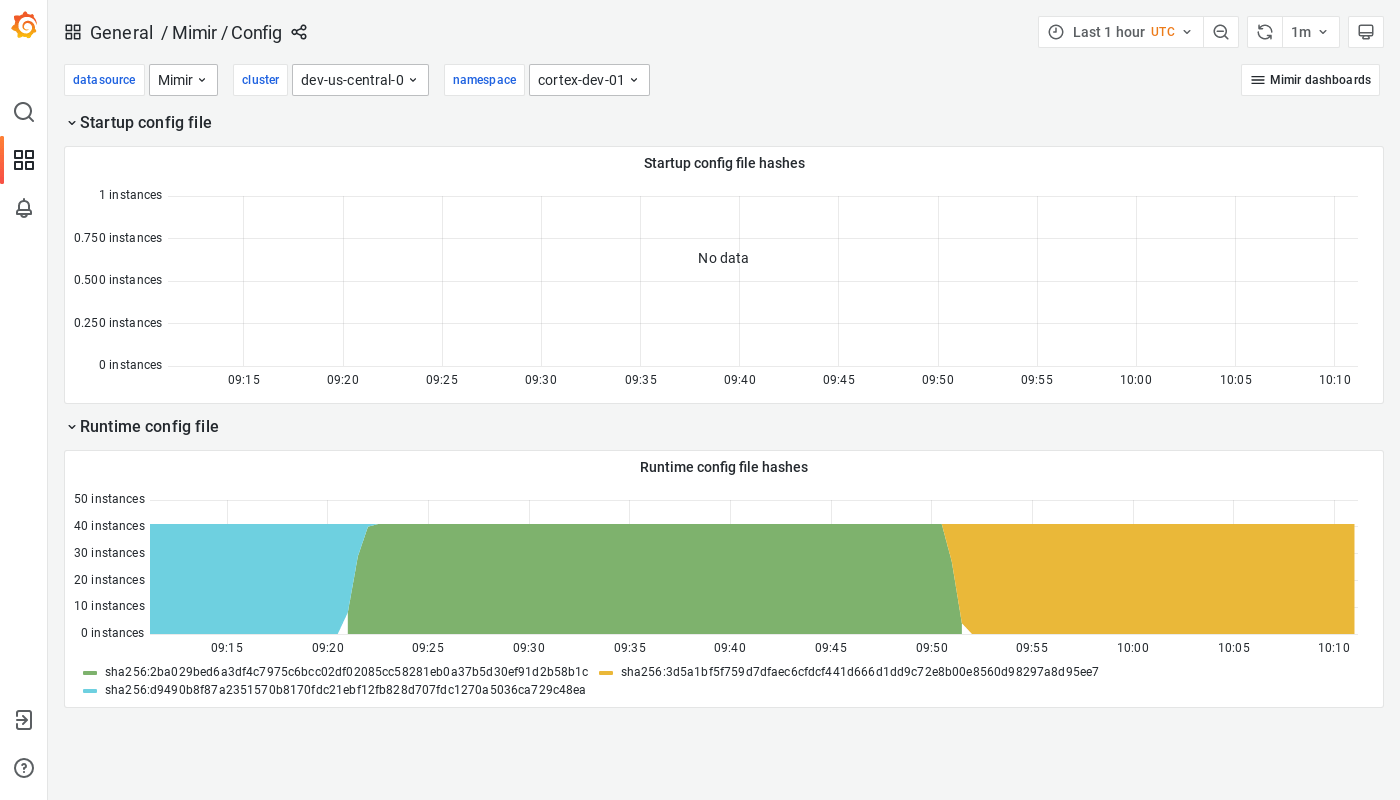 General / Mimir / Config
Last 1 hour UTC
1m
datasource Mimir cluster dev-us-central-0 namespace cortex-dev-01
Mimir dashboards
Startup config file
Startup config file hashes
1 instances
0.750 instances
0.500 instances
0.250 instances
0 instances
No data
09:15 09:20 09:25 09:30 09:35 09:40 09:45 09:50 09:55 10:00 10:05 10:10
Runtime config file
Runtime config file hashes
50 instances
40 instances
30 instances
20 instances
10 instances
0 instances
09:15 09:20 09:25 09:30 09:35 09:40 09:45 09:50 09:55 10:00 10:05 10:10
sha256:2ba029bed6a3df4c7975c6bcc02df02085cc58281eb0a37b5d30ef91d2b58b1c sha256:3d5a1bf5f759d7dfaec6cfdcf441d666d1dd9c72e8b00e8560d98297a8d95ee7
sha256:d9490b8f87a2351570b8170fdc21ebf12fb828d707fdc1270a5036ca729c48ea